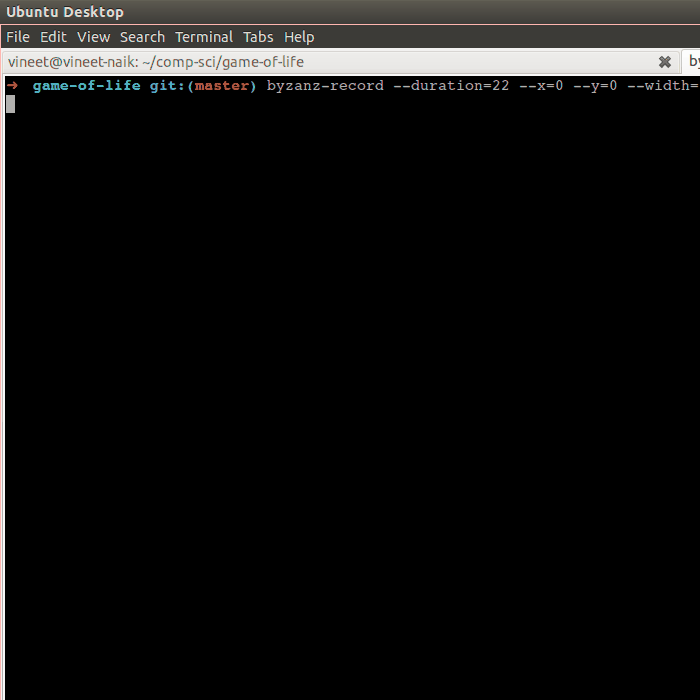 Ubuntu Desktop
File Edit View Search Terminal Tabs Help
vineet@vineet-naik: ~/comp-sci/game-of-life ✖
➜ game-of-life git:(master) byzanz-record --duration=22 --x=0 --y=0 --width=